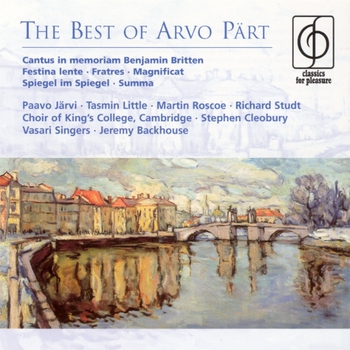 THE BEST OF ARVO PÄRT
Cantus in memoriam Benjamin Britten
Festina lente · Fratres · Magnificat
Spiegel im Spiegel · Summa
Paavo Järvi · Tasmin Little · Martin Roscoe · Richard Studt
Choir of King's College, Cambridge · Stephen Cleobury
Vasari Singers · Jeremy Backhouse
classics
for pleasure